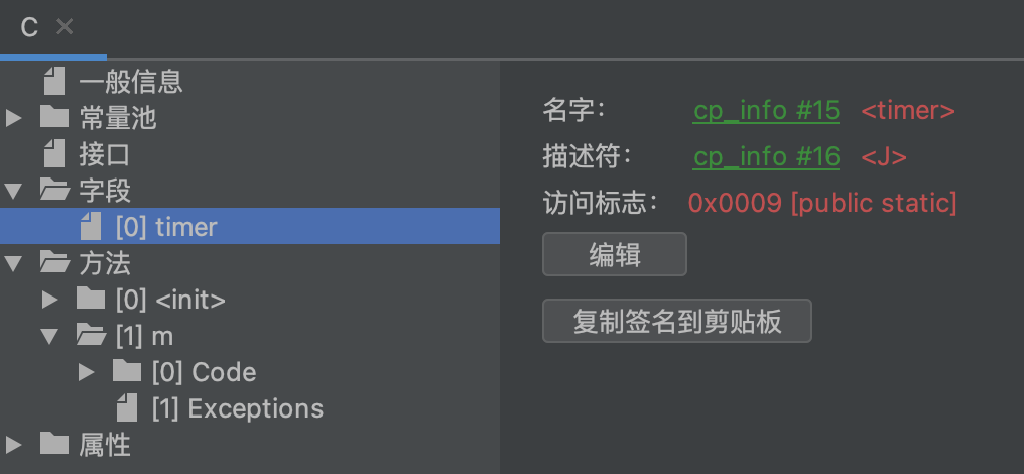 C
一般信息
常量池
接口
字段
[0] timer
方法
[0] <init>
[1] m
[0] Code
[1] Exceptions
属性
名字: cp_info #15 <timer>
描述符: cp_info #16 <J>
访问标志: 0x0009 [public static]
编辑
复制签名到剪贴板